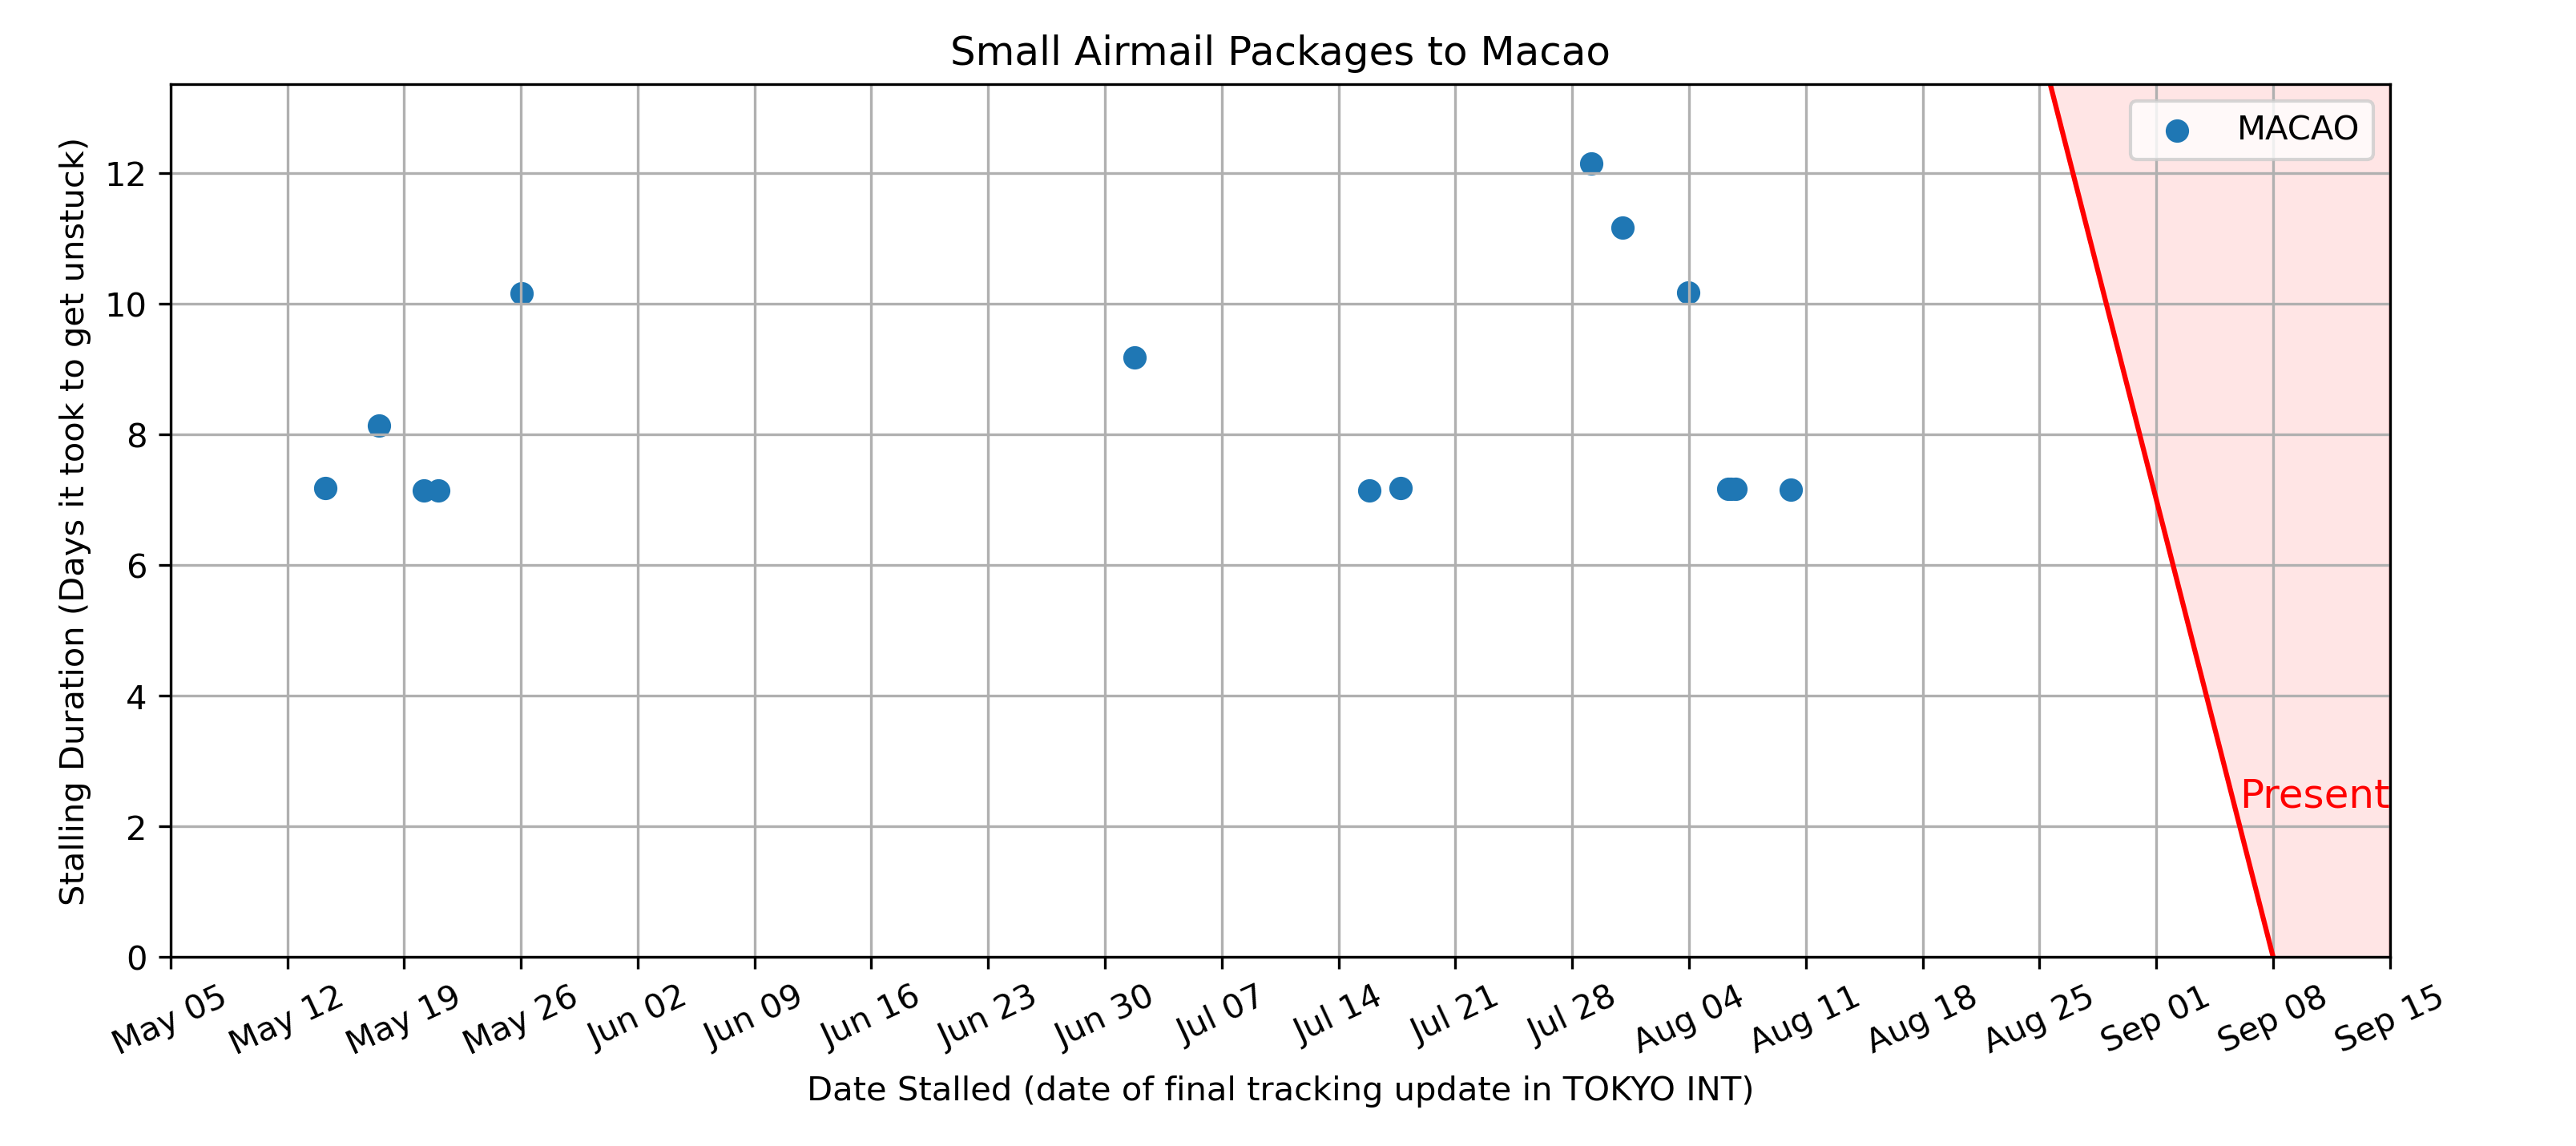 Small Airmail Packages to Macao
MACAO
Present
Stalling Duration (Days it took to get unstuck)
12
10
8
6
4
2
0
May 05
May 12
May 19
May 26
Jun 02
Jun 09
Jun 16
Jun 23
Jun 30
Jul 07
Jul 14
Jul 21
Jul 28
Aug 04
Aug 11
Aug 18
Aug 25
Sep 01
Sep 08
Sep 15
Date Stalled (date of final tracking update in TOKYO INT)